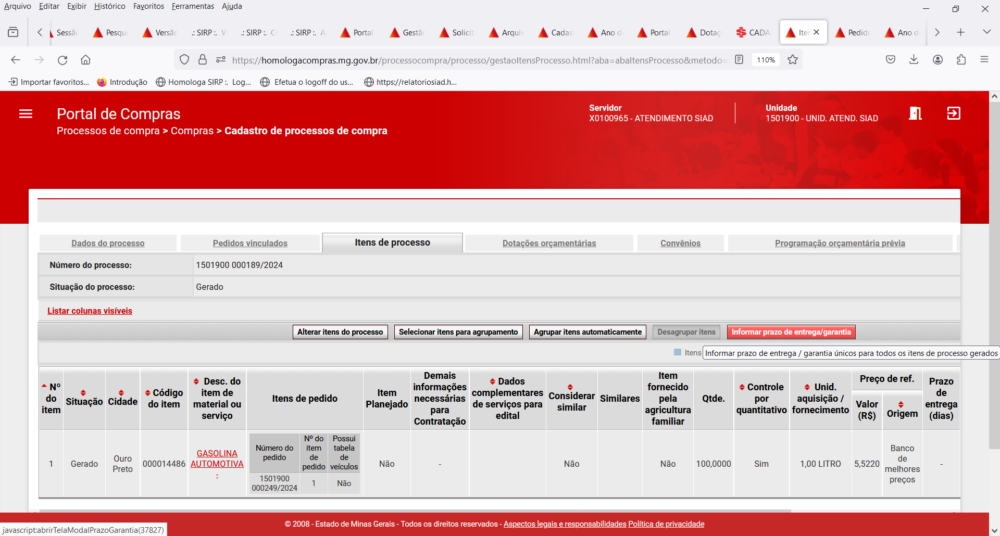 Arquivo Editar Exibir Histórico Favoritos Ferramentas Ajuda
Sessã Pesqu Versã .: SIRP :. V .: SIRP :. C .: SIRP :. A Portal Gestã Solicit Arquiv Cadas Ano d Portal Dotaç CADA Iter Pedid Ano d
https://homologacompras.mg.gov.br/processocompra/processo/gestaoItensProcesso.html?aba=abaItensProcesso&metodo= 110%
Importar favoritos... Introdução Homologa SIRP :. Log... Efetua o logoff do us... https://relatoriosiad.h...
Portal de Compras
Processos de compra > Compras > Cadastro de processos de compra
Servidor
X0100965 - ATENDIMENTO SIAD
Unidade
1501900 - UNID. ATEND. SIAD
Dados do processo Pedidos vinculados Itens de processo Dotações orçamentárias Convênios Programação orçamentária prévia
Número do processo: 1501900 000189/2024
Situação do processo: Gerado
Listar colunas visíveis
Alterar itens do processo Selecionar itens para agrupamento Agrupar itens automaticamente Desagrupar itens Informar prazo de entrega/garantia
Itens Informar prazo de entrega / garantia únicos para todos os itens de processo gerados
Nº
do
item
Situação
Cidade
Código
do item
Desc. do
item de
material ou
serviço
Itens de pedido
Item
Planejado
Demais
informações
necessárias
para
Contratação
Dados
complementares
de serviços para
edital
Considerar
similar
Similares
Item
fornecido
pela
agricultura
familiar
Qtde.
Controle
por
quantitativo
Unid.
aquisição /
fornecimento
Preço de ref.
Valor
(R$)
Origem
Prazo
de
entrega
(dias)
1
Gerado
Ouro
Preto
000014486
GASOLINA
AUTOMOTIVA
-
Número do
pedido
Nº do
item
de
pedido
Possui
tabela
de
veículos
1501900
000249/2024
1
Não
Não
-
Não
Não
100,0000
Sim
1,00 LITRO
5,5220
Banco
de
melhores
preços
-
© 2008 - Estado de Minas Gerais - Todos os direitos reservados - Aspectos legais e responsabilidades Política de privacidade
javascript:abrirTelaModalPrazoGarantia(37827)